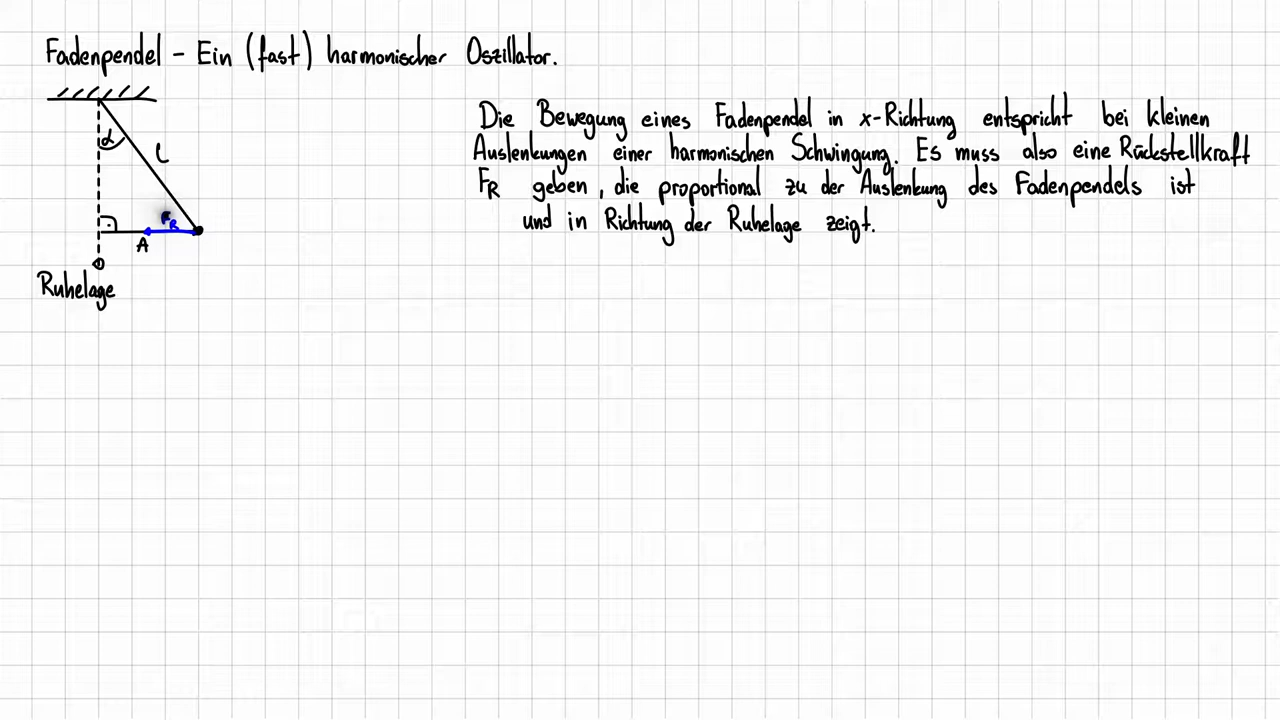 Fadenpendel - Ein (fast) harmonischer Oszillator.
Die Bewegung eines Fadenpendel in x-Richtung entspricht bei kleinen
Auslenkungen einer harmonischen Schwingung. Es muss also eine Rückstellkraft
F_R geben, die proportional zu der Auslenkung des Fadenpendels ist
und in Richtung der Ruhelage zeigt.
α
l
F_R
A
Ruhelage